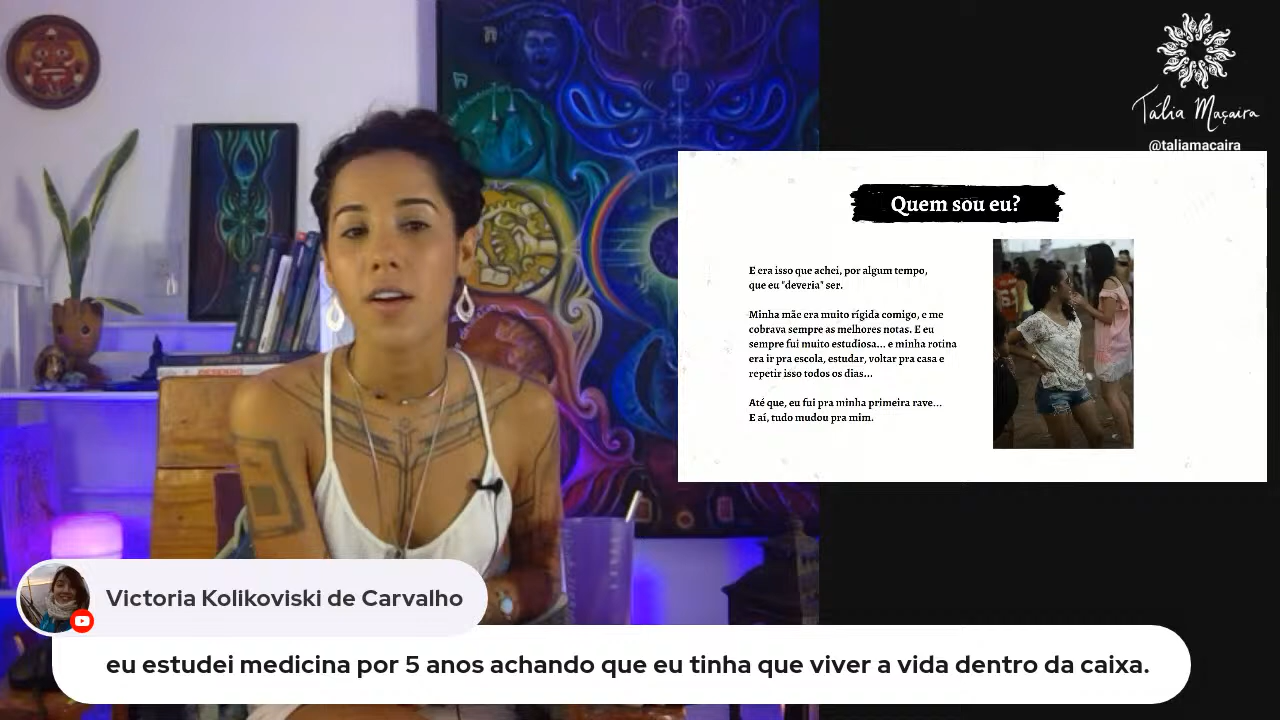 Tália Maçaira
@taliamacaira
Quem sou eu?
E era isso que achei, por algum tempo,
que eu "deveria" ser.
Minha mãe era muito rígida comigo, e me
cobrava sempre as melhores notas. E eu
sempre fui muito estudiosa... e minha rotina
era ir pra escola, estudar, voltar pra casa e
repetir isso todos os dias...
Até que, eu fui pra minha primeira rave...
E aí, tudo mudou pra mim.
Victoria Kolikoviski de Carvalho
eu estudei medicina por 5 anos achando que eu tinha que viver a vida dentro da caixa.